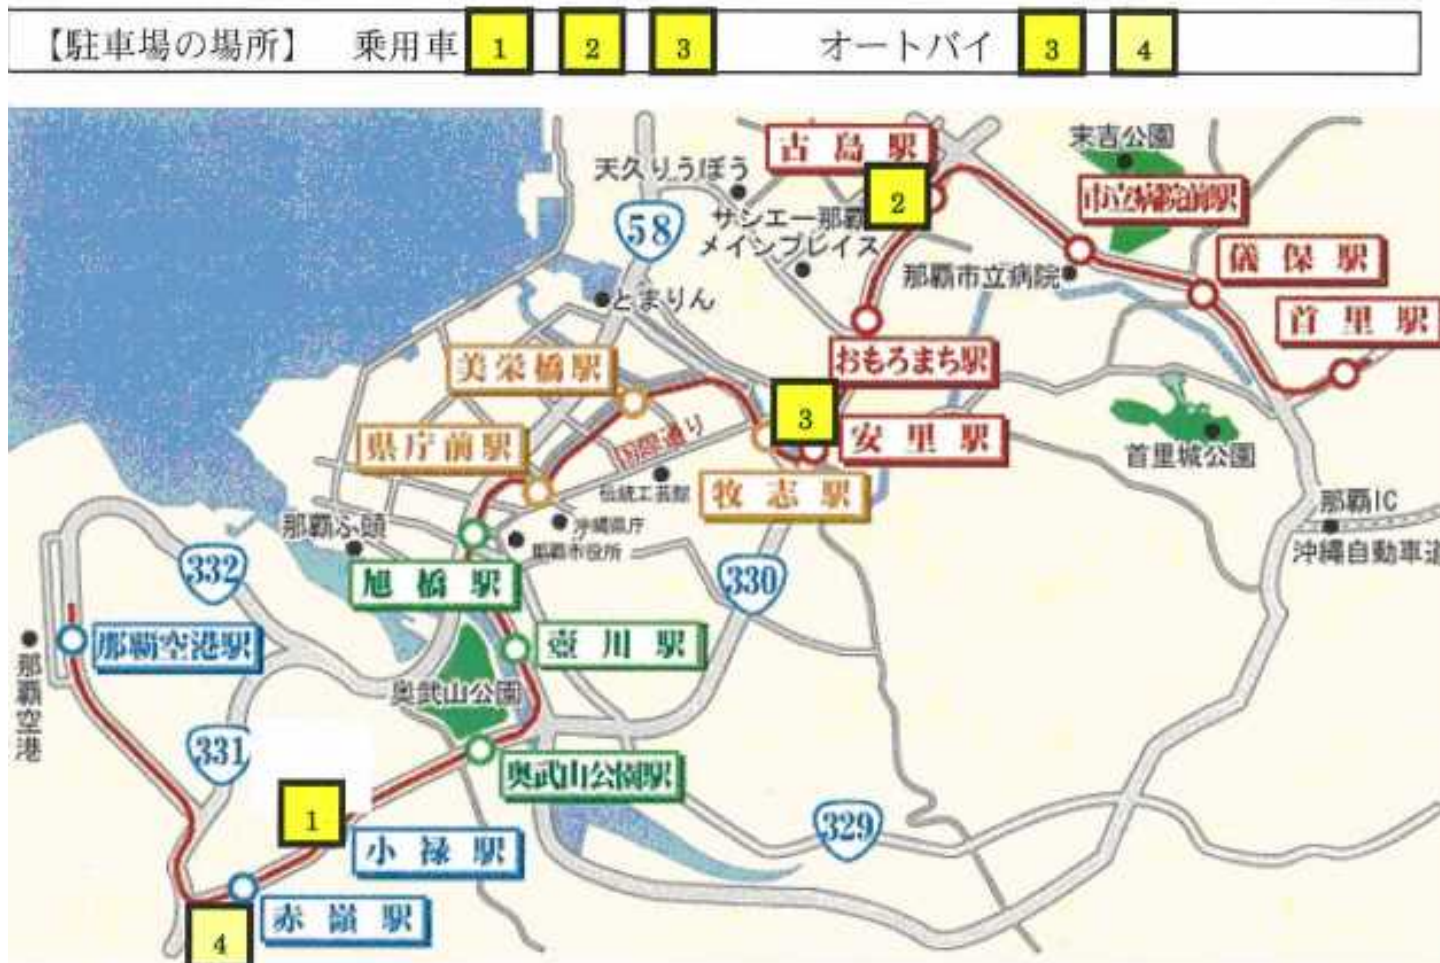 【駐車場の場所】 乗用車 1 2 3 オートバイ 3 4
古島駅
末吉公園
天久りうぼう
2
市立病院前駅
58
サンエー那覇
メインプレイス
儀保駅
那覇市立病院
とまりん
首里駅
美栄橋駅
おもろまち駅
3
国際通り
安里駅
県庁前駅
首里城公園
伝統工芸館
牧志駅
那覇IC
那覇ふ頭
沖縄県庁
那覇市役所
沖縄自動車道
332
旭橋駅
330
那覇空港駅
壺川駅
那覇空港
奥武山公園
331
奥武山公園駅
1
329
小禄駅
赤嶺駅
4